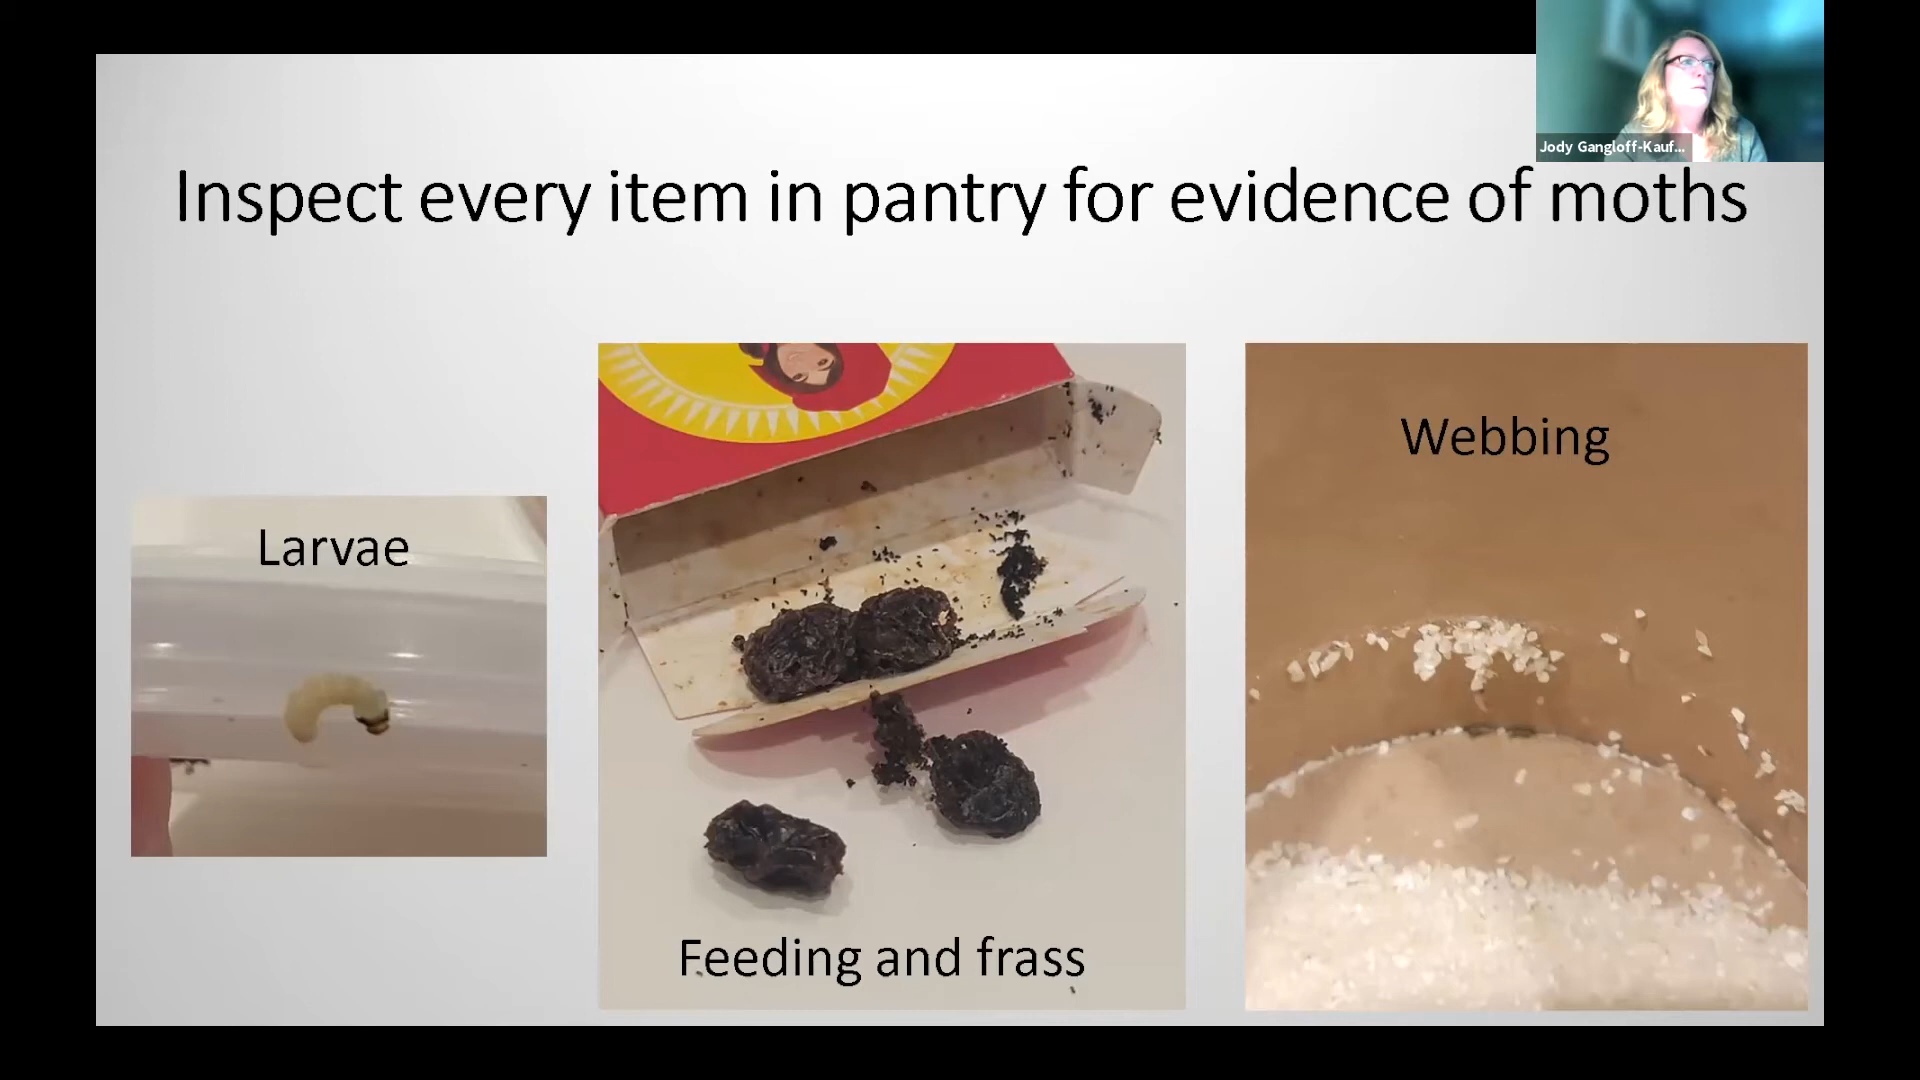 Jody Gangloff-Kauf...
Inspect every item in pantry for evidence of moths
Larvae
Webbing
Feeding and frass